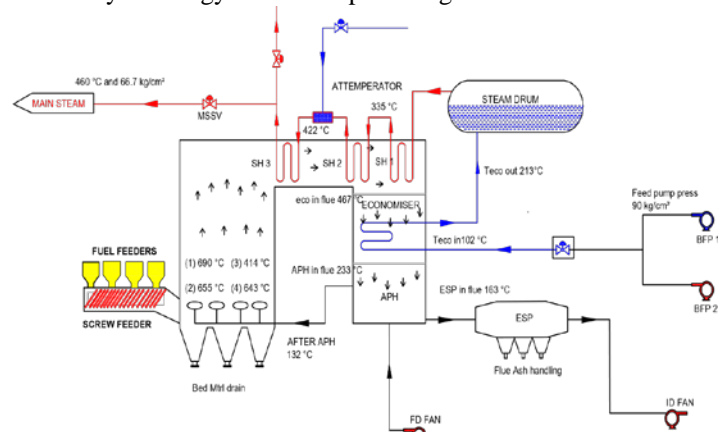 460 °C and 66.7 kg/cm²
MAIN STEAM
MSSV
ATTEMPERATOR
422 °C
335 °C
STEAM DRUM
SH 3
SH 2
SH 1
Teco out 213°C
eco in flue 467 °C
ECONOMISER
Feed pump press
90 kg/cm²
BFP 1
Teco in102 °C
FUEL FEEDERS
(1) 690 °C
(3) 414 °C
(2) 655 °C
(4) 643 °C
APH in flue 233 °C
APH
ESP in flue 163 °C
BFP 2
SCREW FEEDER
AFTER APH
132 °C
ESP
Bed Mtrl drain
Flue Ash handling
FD FAN
ID FAN